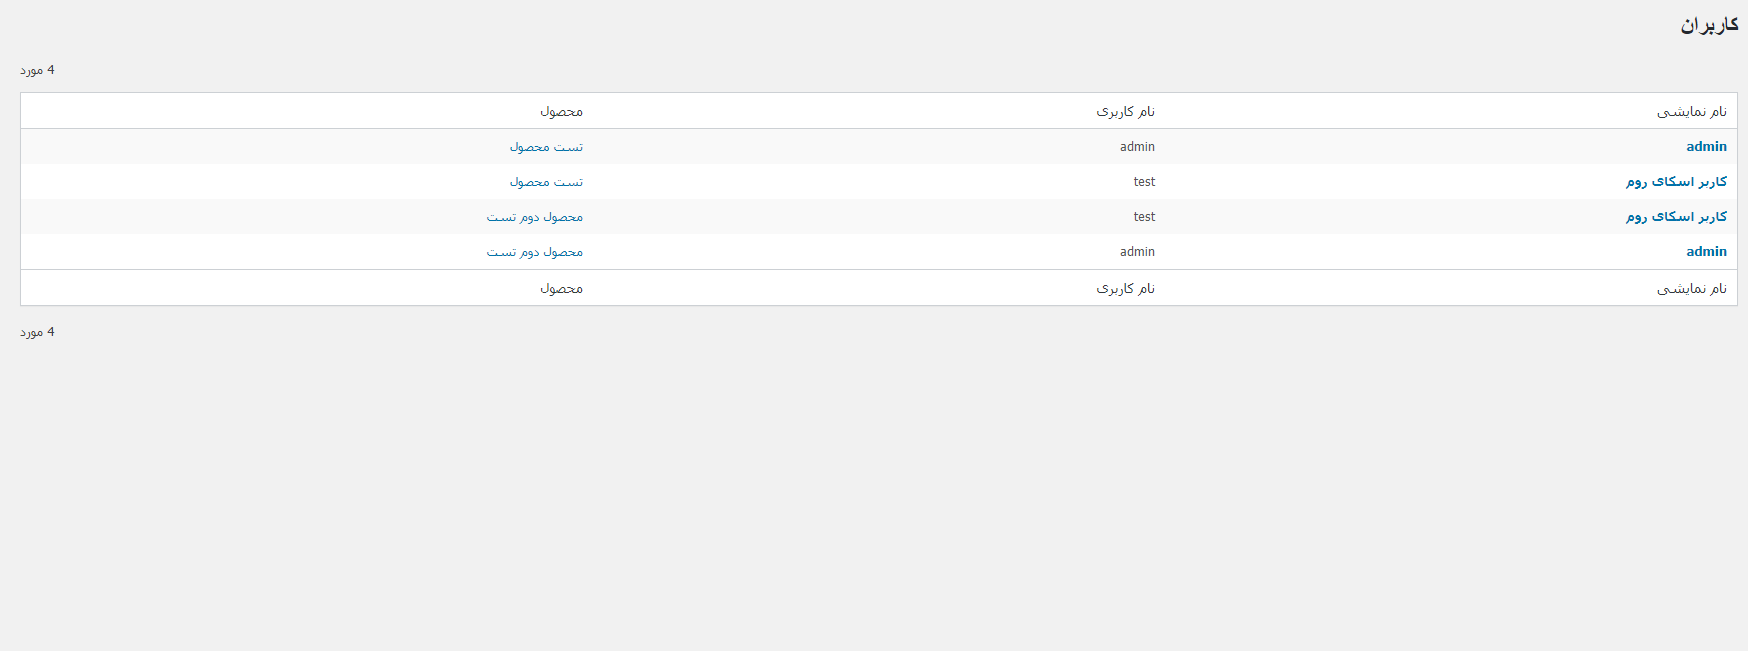 کاربران
4 مورد
نام نمایشی نام کاربری محصول
admin admin تست محصول
کاربر اسکای روم test تست محصول
کاربر اسکای روم test محصول دوم تست
admin admin محصول دوم تست
نام نمایشی نام کاربری محصول
4 مورد